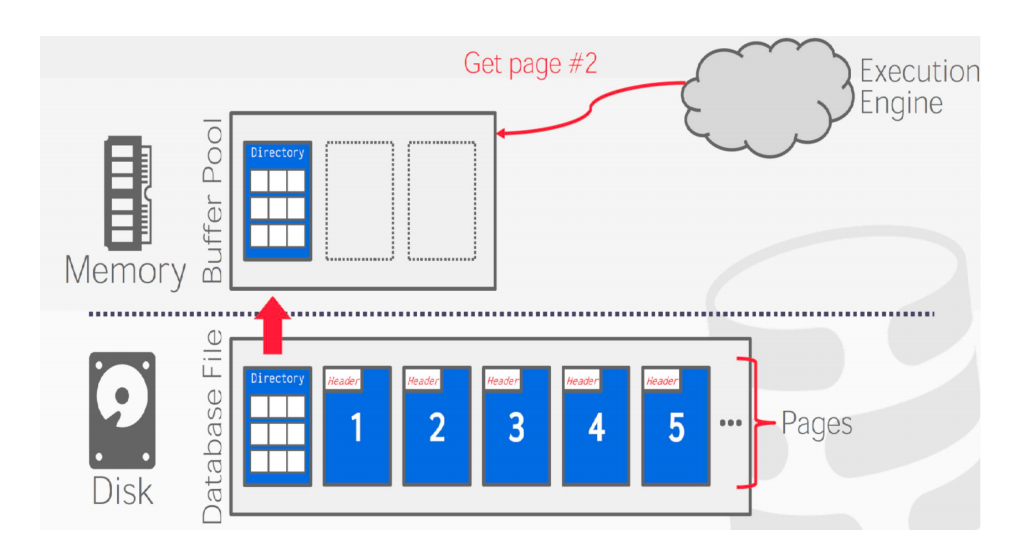 Get page #2
Execution
Engine
Buffer Pool
Directory
Memory
Database File
Directory
Header
1
Header
2
Header
3
Header
4
Header
5
...
Pages
Disk